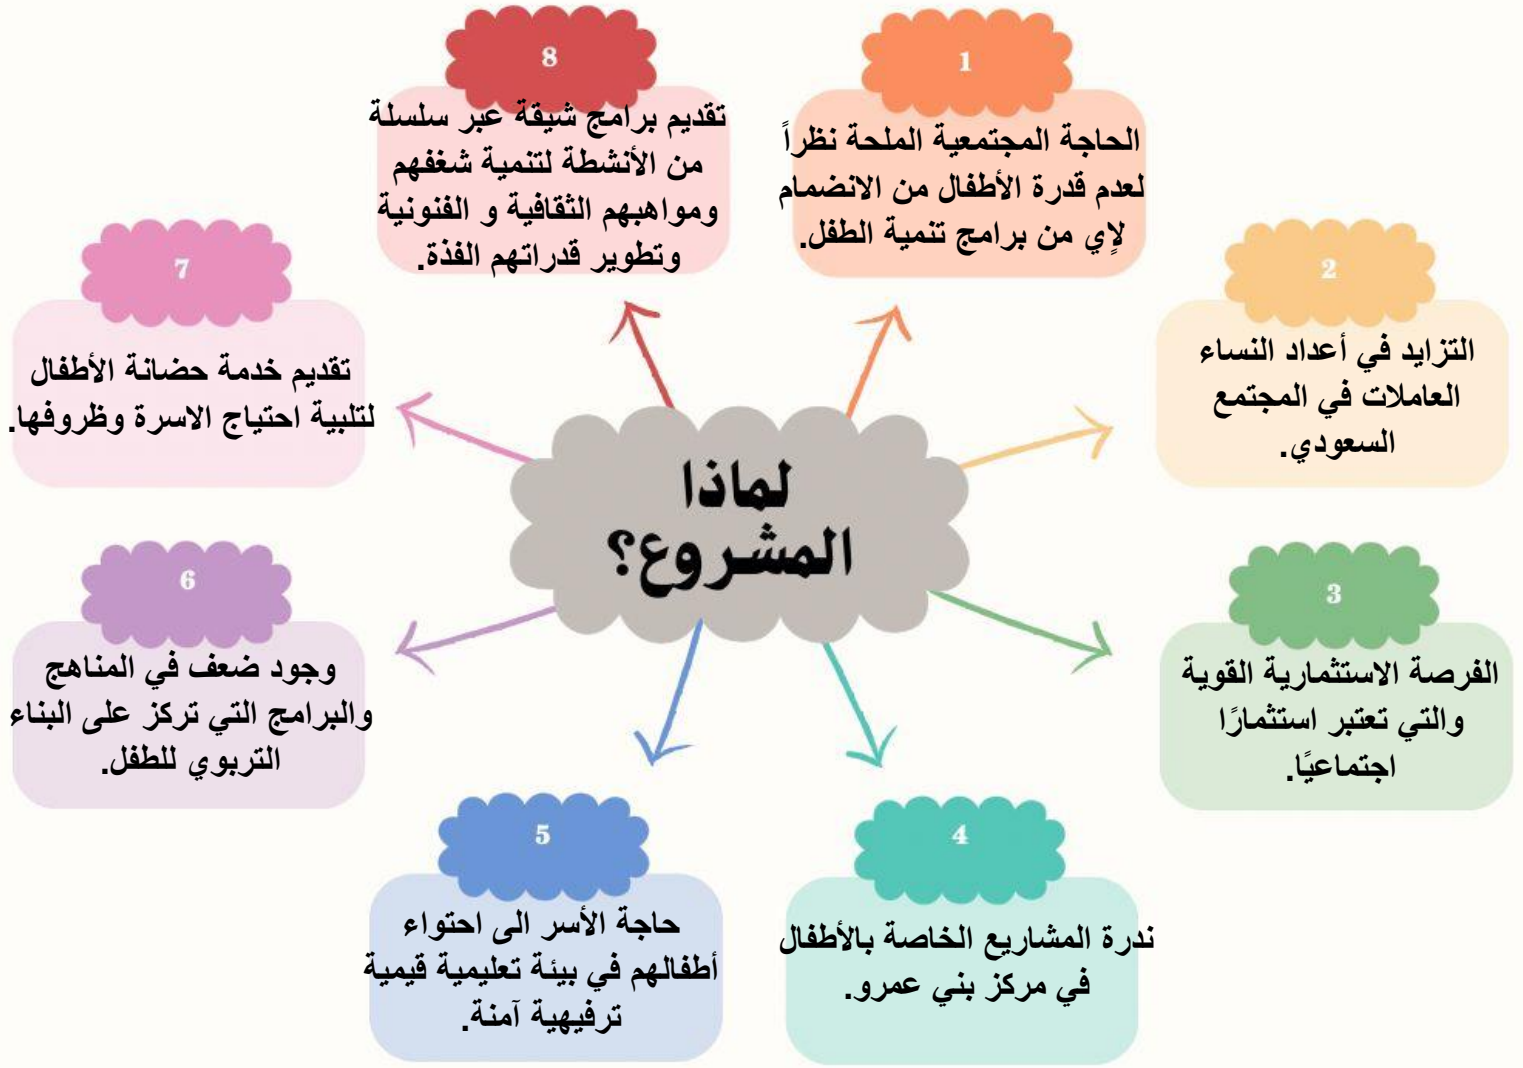 لماذا
المشروع؟
1
الحاجة المجتمعية الملحة نظراً
لعدم قدرة الأطفال من الانضمام
لإي من برامج تنمية الطفل.
2
التزايد في أعداد النساء
العاملات في المجتمع
السعودي.
3
الفرصة الاستثمارية القوية
والتي تعتبر استثمارًا
اجتماعيًا.
4
ندرة المشاريع الخاصة بالأطفال
في مركز بني عمرو.
5
حاجة الأسر الى احتواء
أطفالهم في بيئة تعليمية قيمية
ترفيهية آمنة.
6
وجود ضعف في المناهج
والبرامج التي تركز على البناء
التربوي للطفل.
7
تقديم خدمة حضانة الأطفال
لتلبية احتياج الاسرة وظروفها.
8
تقديم برامج شيقة عبر سلسلة
من الأنشطة لتنمية شغفهم
ومواهبهم الثقافية و الفنونية
وتطوير قدراتهم الفذة.